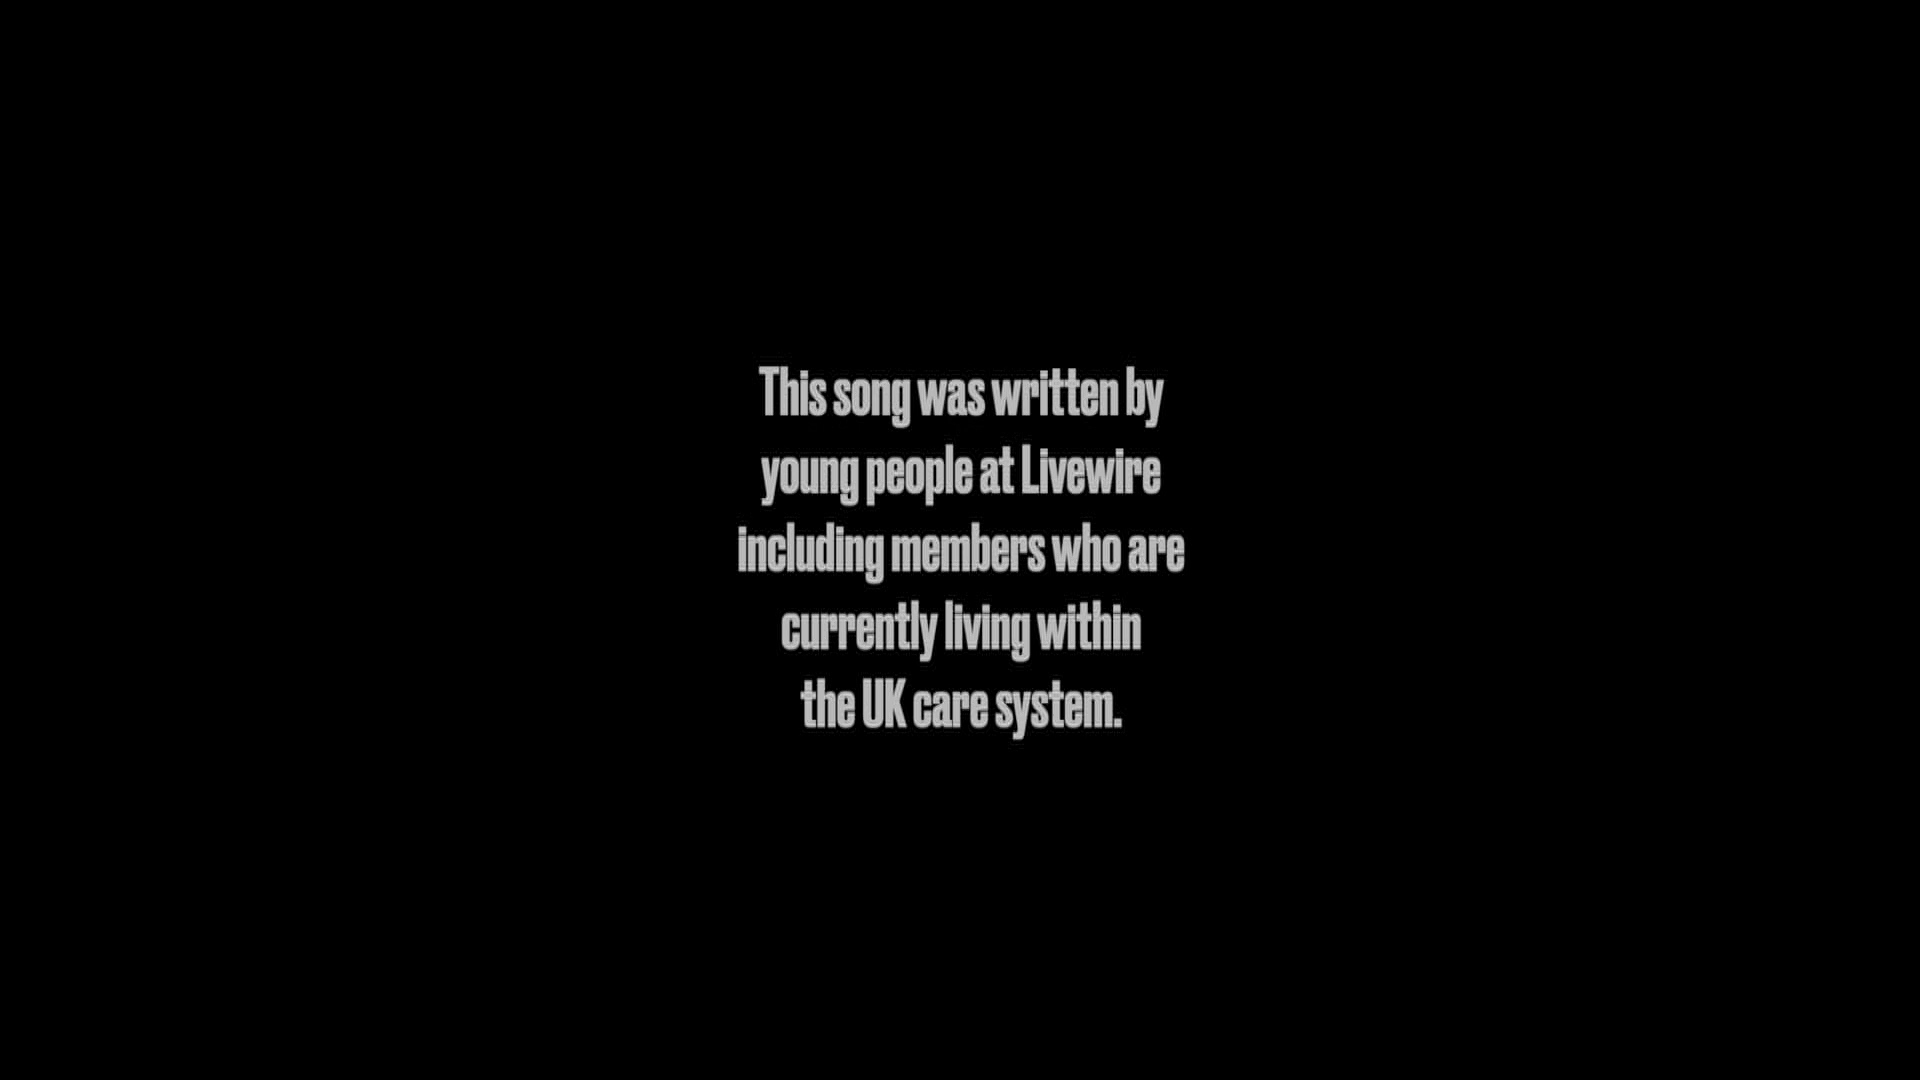 This song was written by
young people at Livewire
including members who are
currently living within
the UK care system.